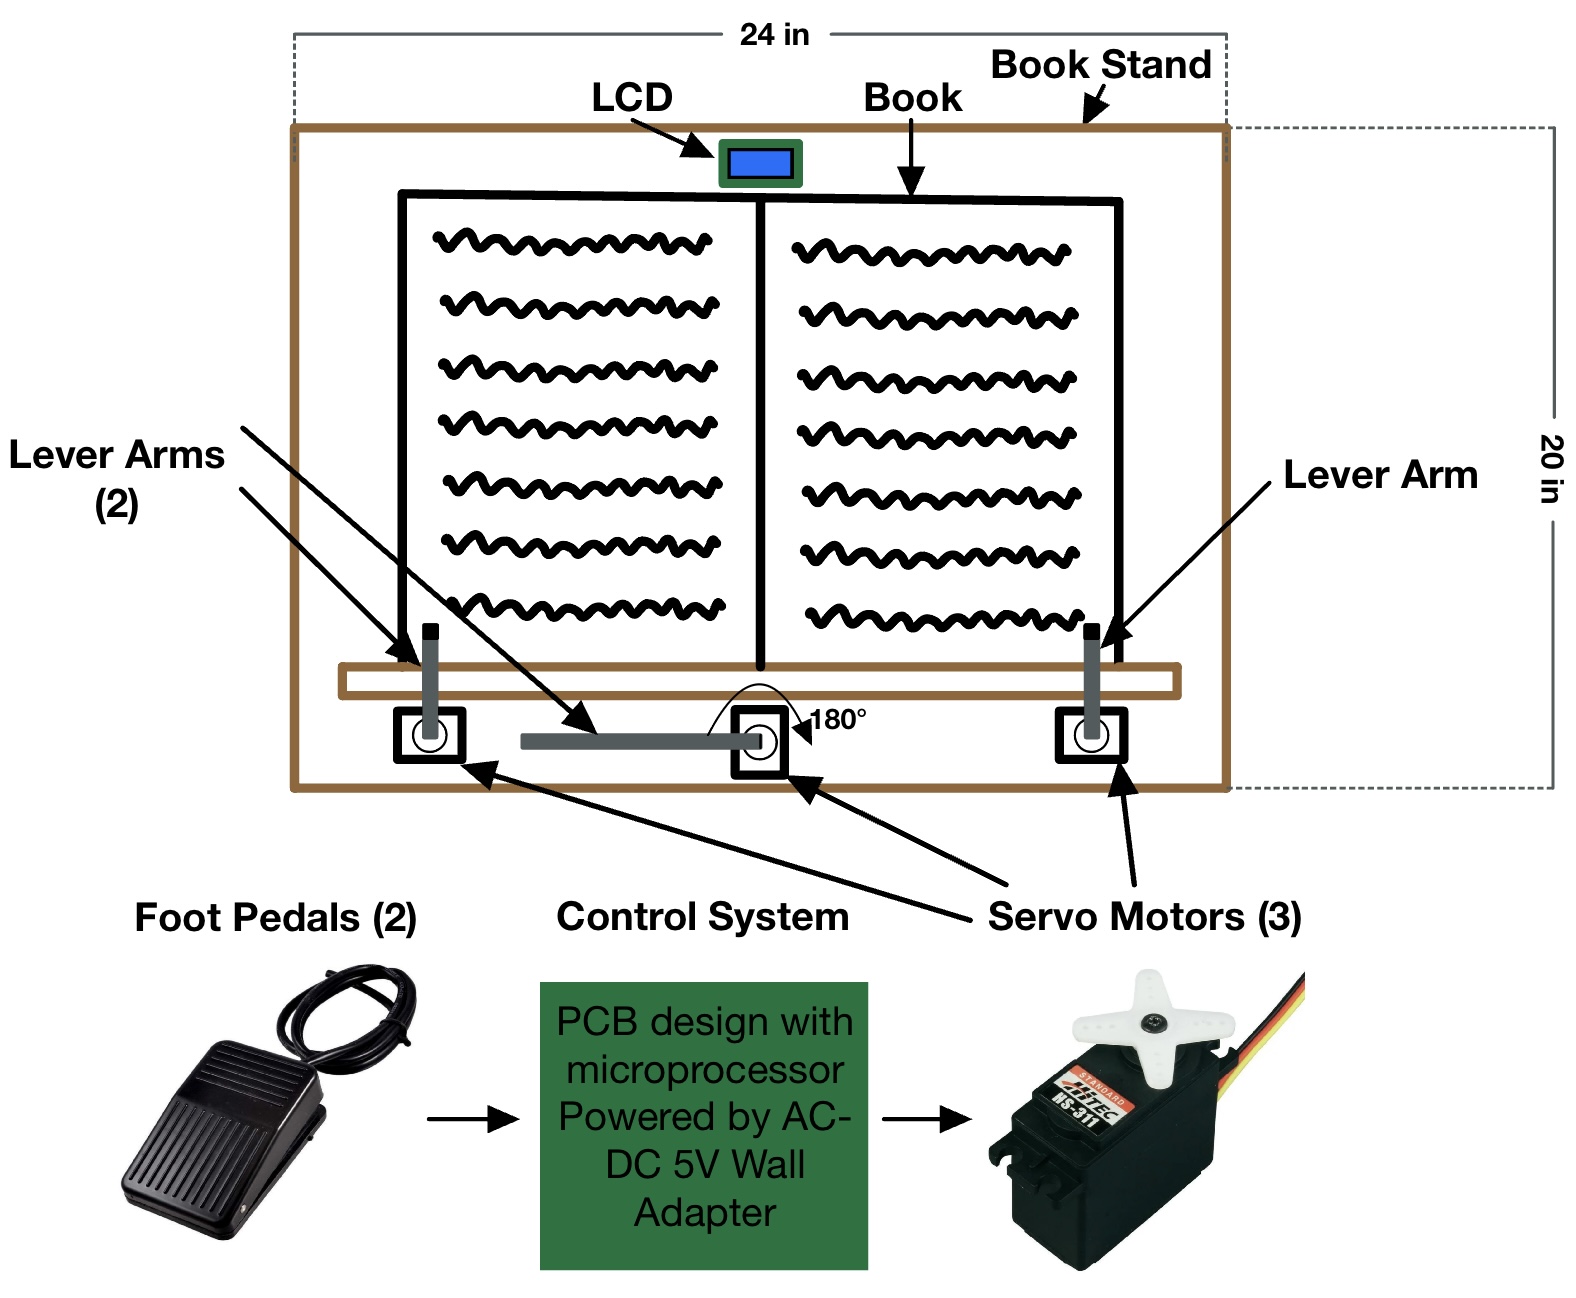 24 in
Book Stand
LCD
Book
Lever Arms
(2)
Lever Arm
20 in
180°
Foot Pedals (2)
Control System
Servo Motors (3)
PCB design with
microprocessor
Powered by AC-
DC 5V Wall
Adapter
STANDARD
HiTEC
HS-311